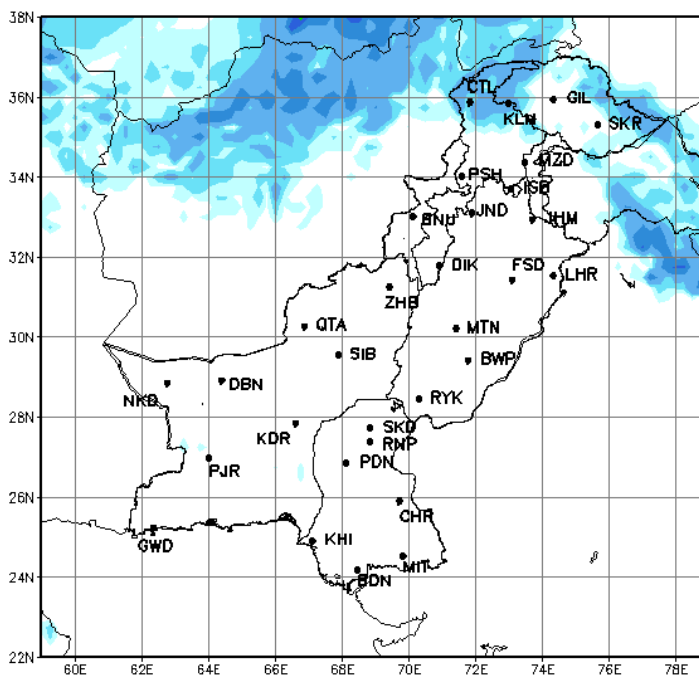 38N
36N
CTL
GIL
KLM
SKR
MZD
34N
PSH
ISB
BNU
JND
JHM
32N
DIK
FSD
LHR
ZHB
QTA
MTN
30N
SIB
BWP
DBN
NKD
RYK
28N
KDR
SKD
RNP
PDN
PJR
26N
CHR
GWD
KHI
24N
MIT
BDN
22N
60E 62E 64E 66E 68E 70E 72E 74E 76E 78E